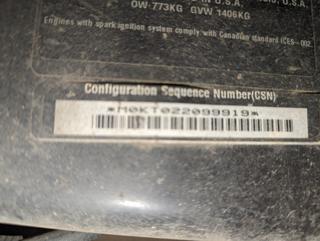 U.S.A.
OW 773KG GVW 1406KG
Engines with spark ignition system comply with Canadian standard ICES-002
Configuration Sequence Number(CSN)
*M0KT022099919*